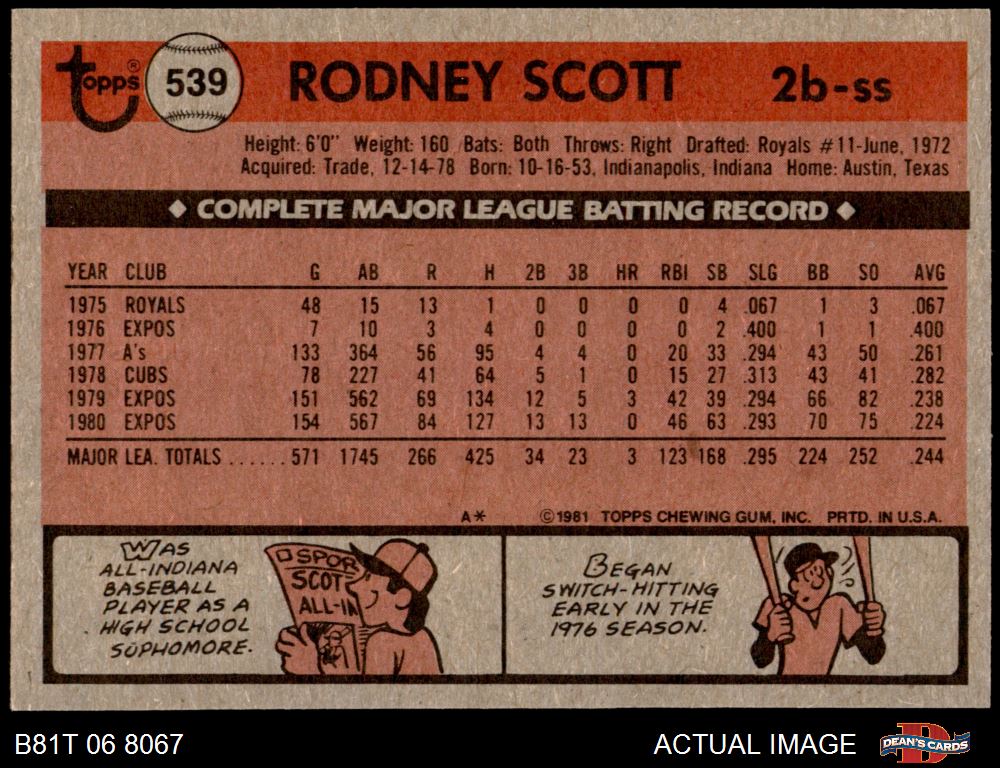 Topps® 539 RODNEY SCOTT 2b-ss
Height: 6'0" Weight: 160 Bats: Both Throws: Right Drafted: Royals #11-June, 1972
Acquired: Trade, 12-14-78 Born: 10-16-53, Indianapolis, Indiana Home: Austin, Texas
◆ COMPLETE MAJOR LEAGUE BATTING RECORD ◆
YEAR CLUB G AB R H 2B 3B HR RBI SB SLG BB SO AVG
1975 ROYALS 48 15 13 1 0 0 0 0 4 .067 1 3 .067
1976 EXPOS 7 10 3 4 0 0 0 0 2 .400 1 1 .400
1977 A's 133 364 56 95 4 4 0 20 33 .294 43 50 .261
1978 CUBS 78 227 41 64 5 1 0 15 27 .313 43 41 .282
1979 EXPOS 151 562 69 134 12 5 3 42 39 .294 66 82 .238
1980 EXPOS 154 567 84 127 13 13 0 46 63 .293 70 75 .224
MAJOR LEA. TOTALS ...... 571 1745 266 425 34 23 3 123 168 .295 224 252 .244
A* ©1981 TOPPS CHEWING GUM, INC. PRTD. IN U.S.A.
WAS
ALL-INDIANA
BASEBALL
PLAYER AS A
HIGH SCHOOL
SOPHOMORE.
SPOR
SCOT
ALL-IN
BEGAN
SWITCH-HITTING
EARLY IN THE
1976 SEASON.
B81T 06 8067 ACTUAL IMAGE DEAN'S CARDS